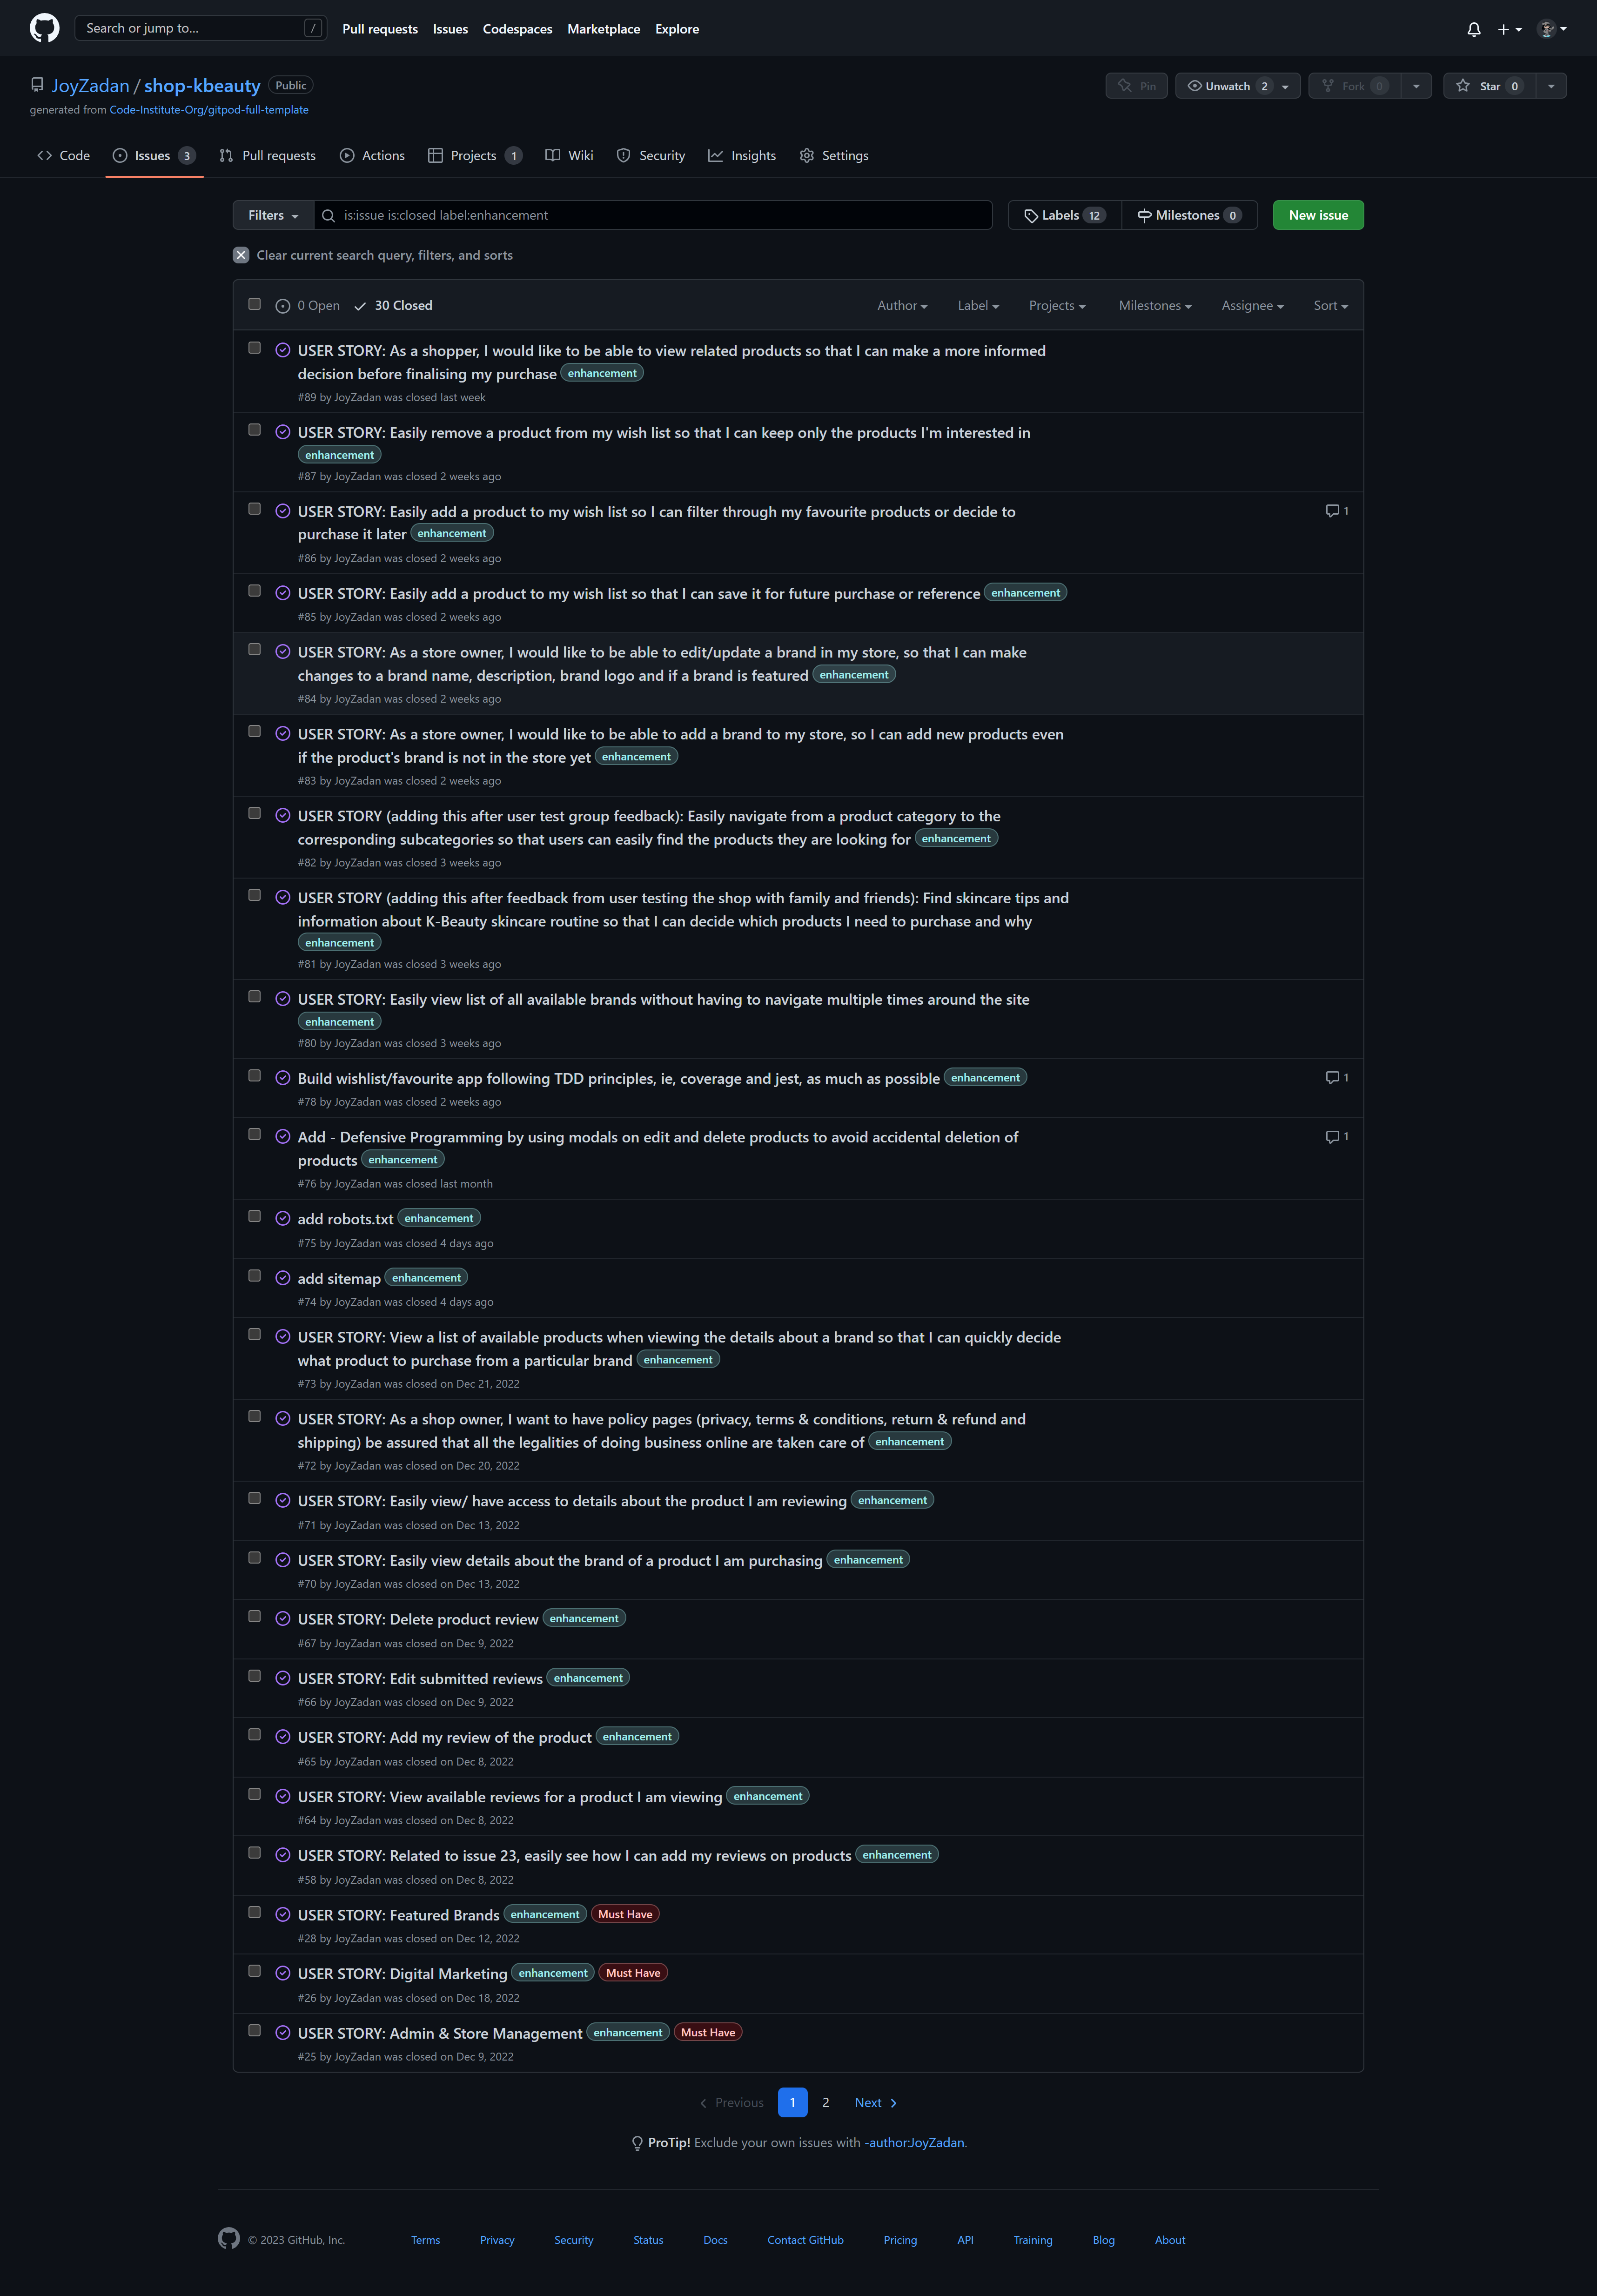 Search or jump to... /
Pull requests Issues Codespaces Marketplace Explore
JoyZadan / shop-kbeauty Public
Pin Unwatch 2 Fork 0 Star 0
generated from Code-Institute-Org/gitpod-full-template
Code Issues 3 Pull requests Actions Projects 1 Wiki Security Insights Settings
Filters is:issue is:closed label:enhancement Labels 12 Milestones 0 New issue
Clear current search query, filters, and sorts
0 Open 30 Closed Author Label Projects Milestones Assignee Sort
USER STORY: As a shopper, I would like to be able to view related products so that I can make a more informed
decision before finalising my purchase enhancement
#89 by JoyZadan was closed last week
USER STORY: Easily remove a product from my wish list so that I can keep only the products I'm interested in
enhancement
#87 by JoyZadan was closed 2 weeks ago
USER STORY: Easily add a product to my wish list so I can filter through my favourite products or decide to 1
purchase it later enhancement
#86 by JoyZadan was closed 2 weeks ago
USER STORY: Easily add a product to my wish list so that I can save it for future purchase or reference enhancement
#85 by JoyZadan was closed 2 weeks ago
USER STORY: As a store owner, I would like to be able to edit/update a brand in my store, so that I can make
changes to a brand name, description, brand logo and if a brand is featured enhancement
#84 by JoyZadan was closed 2 weeks ago
USER STORY: As a store owner, I would like to be able to add a brand to my store, so I can add new products even
if the product's brand is not in the store yet enhancement
#83 by JoyZadan was closed 2 weeks ago
USER STORY (adding this after user test group feedback): Easily navigate from a product category to the
corresponding subcategories so that users can easily find the products they are looking for enhancement
#82 by JoyZadan was closed 3 weeks ago
USER STORY (adding this after feedback from user testing the shop with family and friends): Find skincare tips and
information about K-Beauty skincare routine so that I can decide which products I need to purchase and why
enhancement
#81 by JoyZadan was closed 3 weeks ago
USER STORY: Easily view list of all available brands without having to navigate multiple times around the site
enhancement
#80 by JoyZadan was closed 3 weeks ago
Build wishlist/favourite app following TDD principles, ie, coverage and jest, as much as possible enhancement 1
#78 by JoyZadan was closed 2 weeks ago
Add - Defensive Programming by using modals on edit and delete products to avoid accidental deletion of 1
products enhancement
#76 by JoyZadan was closed last month
add robots.txt enhancement
#75 by JoyZadan was closed 4 days ago
add sitemap enhancement
#74 by JoyZadan was closed 4 days ago
USER STORY: View a list of available products when viewing the details about a brand so that I can quickly decide
what product to purchase from a particular brand enhancement
#73 by JoyZadan was closed on Dec 21, 2022
USER STORY: As a shop owner, I want to have policy pages (privacy, terms & conditions, return & refund and
shipping) be assured that all the legalities of doing business online are taken care of enhancement
#72 by JoyZadan was closed on Dec 20, 2022
USER STORY: Easily view/ have access to details about the product I am reviewing enhancement
#71 by JoyZadan was closed on Dec 13, 2022
USER STORY: Easily view details about the brand of a product I am purchasing enhancement
#70 by JoyZadan was closed on Dec 13, 2022
USER STORY: Delete product review enhancement
#67 by JoyZadan was closed on Dec 9, 2022
USER STORY: Edit submitted reviews enhancement
#66 by JoyZadan was closed on Dec 9, 2022
USER STORY: Add my review of the product enhancement
#65 by JoyZadan was closed on Dec 8, 2022
USER STORY: View available reviews for a product I am viewing enhancement
#64 by JoyZadan was closed on Dec 8, 2022
USER STORY: Related to issue 23, easily see how I can add my reviews on products enhancement
#58 by JoyZadan was closed on Dec 8, 2022
USER STORY: Featured Brands enhancement Must Have
#28 by JoyZadan was closed on Dec 12, 2022
USER STORY: Digital Marketing enhancement Must Have
#26 by JoyZadan was closed on Dec 18, 2022
USER STORY: Admin & Store Management enhancement Must Have
#25 by JoyZadan was closed on Dec 9, 2022
Previous 1 2 Next
ProTip! Exclude your own issues with -author:JoyZadan.
© 2023 GitHub, Inc. Terms Privacy Security Status Docs Contact GitHub Pricing API Training Blog About